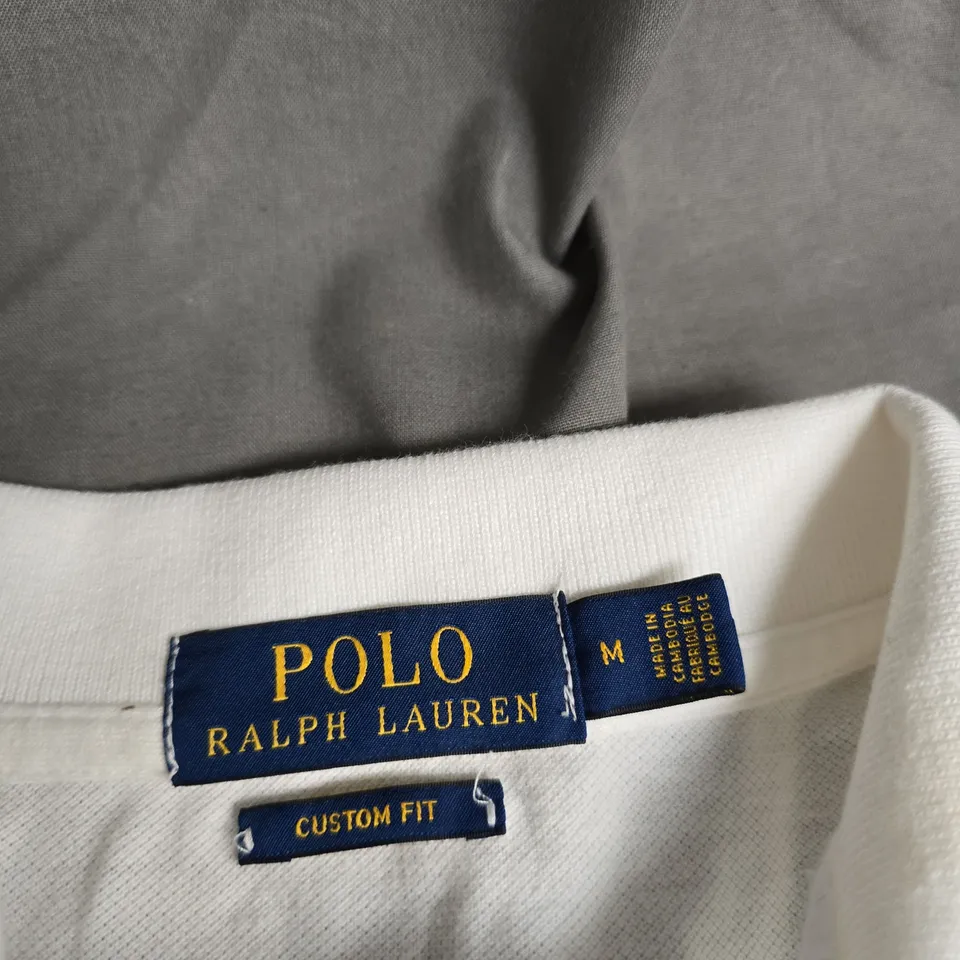 POLO
RALPH LAUREN
M
MADE IN
CAMBODIA
FABRIQUÉ AU
CAMBODGE
CUSTOM FIT